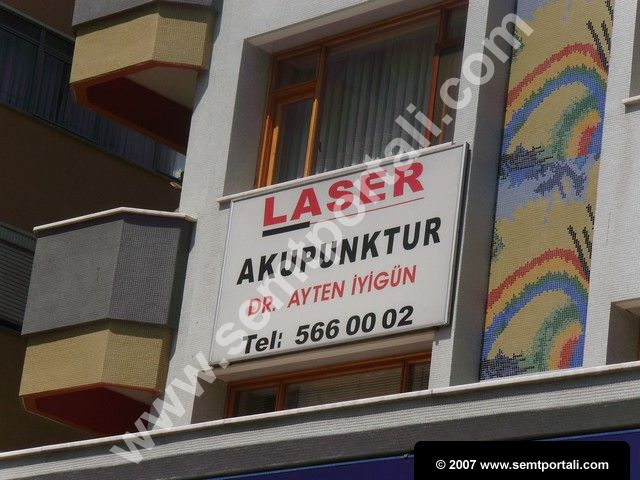 LASER
AKUPUNKTUR
DR. AYTEN İYİGÜN
Tel: 566 00 02
www.semtportali.com
© 2007 www.semtportali.com